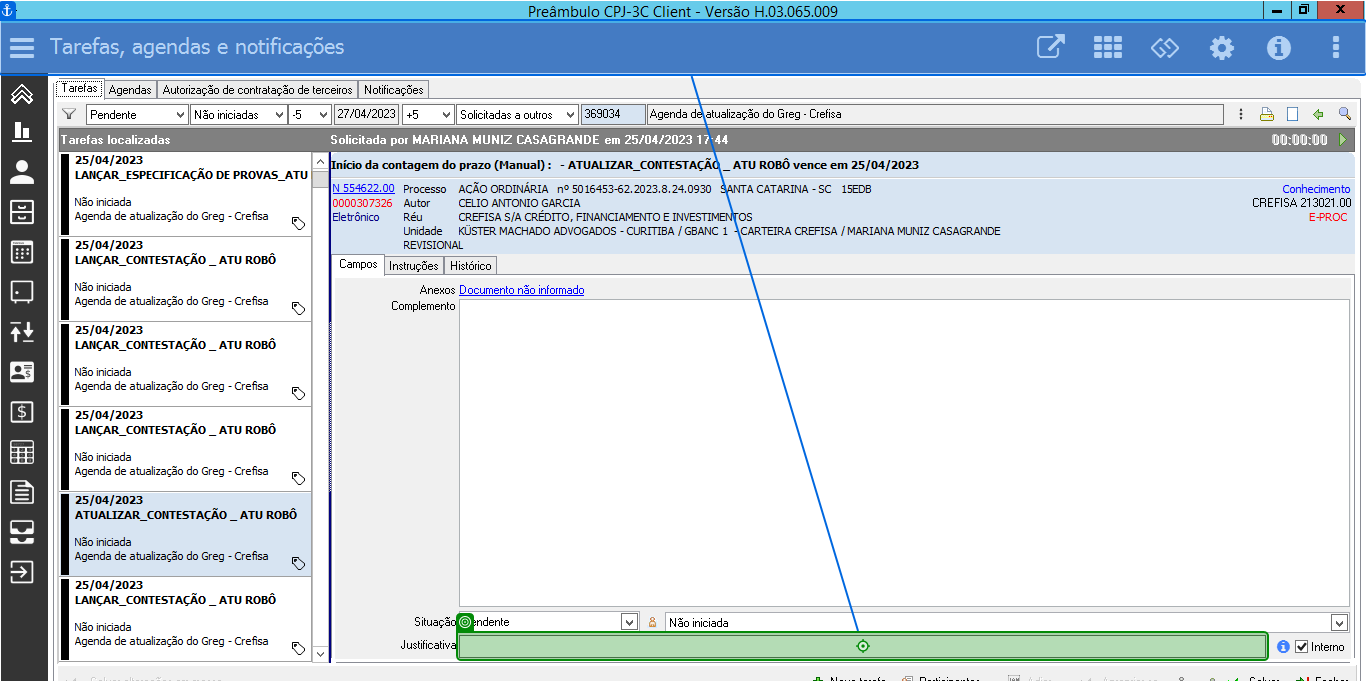 Preâmbulo CPJ-3C Client - Versão H.03.065.009
Tarefas, agendas e notificações
Tarefas Agendas Autorização de contratação de terceiros Notificações
Pendente Não iniciadas -5 27/04/2023 +5 Solicitadas a outros 369034 Agenda de atualização do Greg - Crefisa
Tarefas localizadas
Solicitada por MARIANA MUNIZ CASAGRANDE em 25/04/2023 17:44 00:00:00
25/04/2023
LANÇAR_ESPECIFICAÇÃO DE PROVAS_ATU
Não iniciada
Agenda de atualização do Greg - Crefisa
25/04/2023
LANÇAR_CONTESTAÇÃO _ ATU ROBÔ
Não iniciada
Agenda de atualização do Greg - Crefisa
25/04/2023
LANÇAR_CONTESTAÇÃO _ ATU ROBÔ
Não iniciada
Agenda de atualização do Greg - Crefisa
25/04/2023
LANÇAR_CONTESTAÇÃO _ ATU ROBÔ
Não iniciada
Agenda de atualização do Greg - Crefisa
25/04/2023
ATUALIZAR_CONTESTAÇÃO _ ATU ROBÔ
Não iniciada
Agenda de atualização do Greg - Crefisa
25/04/2023
LANÇAR_CONTESTAÇÃO _ ATU ROBÔ
Não iniciada
Agenda de atualização do Greg - Crefisa
Início da contagem do prazo (Manual) : - ATUALIZAR_CONTESTAÇÃO _ ATU ROBÔ vence em 25/04/2023
N 554622.00 Processo AÇÃO ORDINÁRIA nº 5016453-62.2023.8.24.0930 SANTA CATARINA - SC 15EDB Conhecimento
0000307326 Autor CELIO ANTONIO GARCIA CREFISA 213021.00
Eletrônico Réu CREFISA S/A CRÉDITO, FINANCIAMENTO E INVESTIMENTOS E-PROC
Unidade KÜSTER MACHADO ADVOGADOS - CURITIBA / GBANC 1 - CARTEIRA CREFISA / MARIANA MUNIZ CASAGRANDE
REVISIONAL
Campos Instruções Histórico
Anexos Documento não informado
Complemento
Situação endente Não iniciada
Justificativa Interno